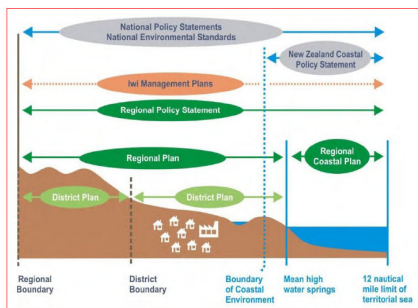 National Policy Statements
National Environmental Standards
New Zealand Coastal
Policy Statement
Iwi Management Plans
Regional Policy Statement
Regional Plan
Regional
Coastal Plan
District Plan
District Plan
Regional
Boundary
District
Boundary
Boundary
of Coastal
Environment
Mean high
water springs
12 nautical
mile limit of
territorial sea